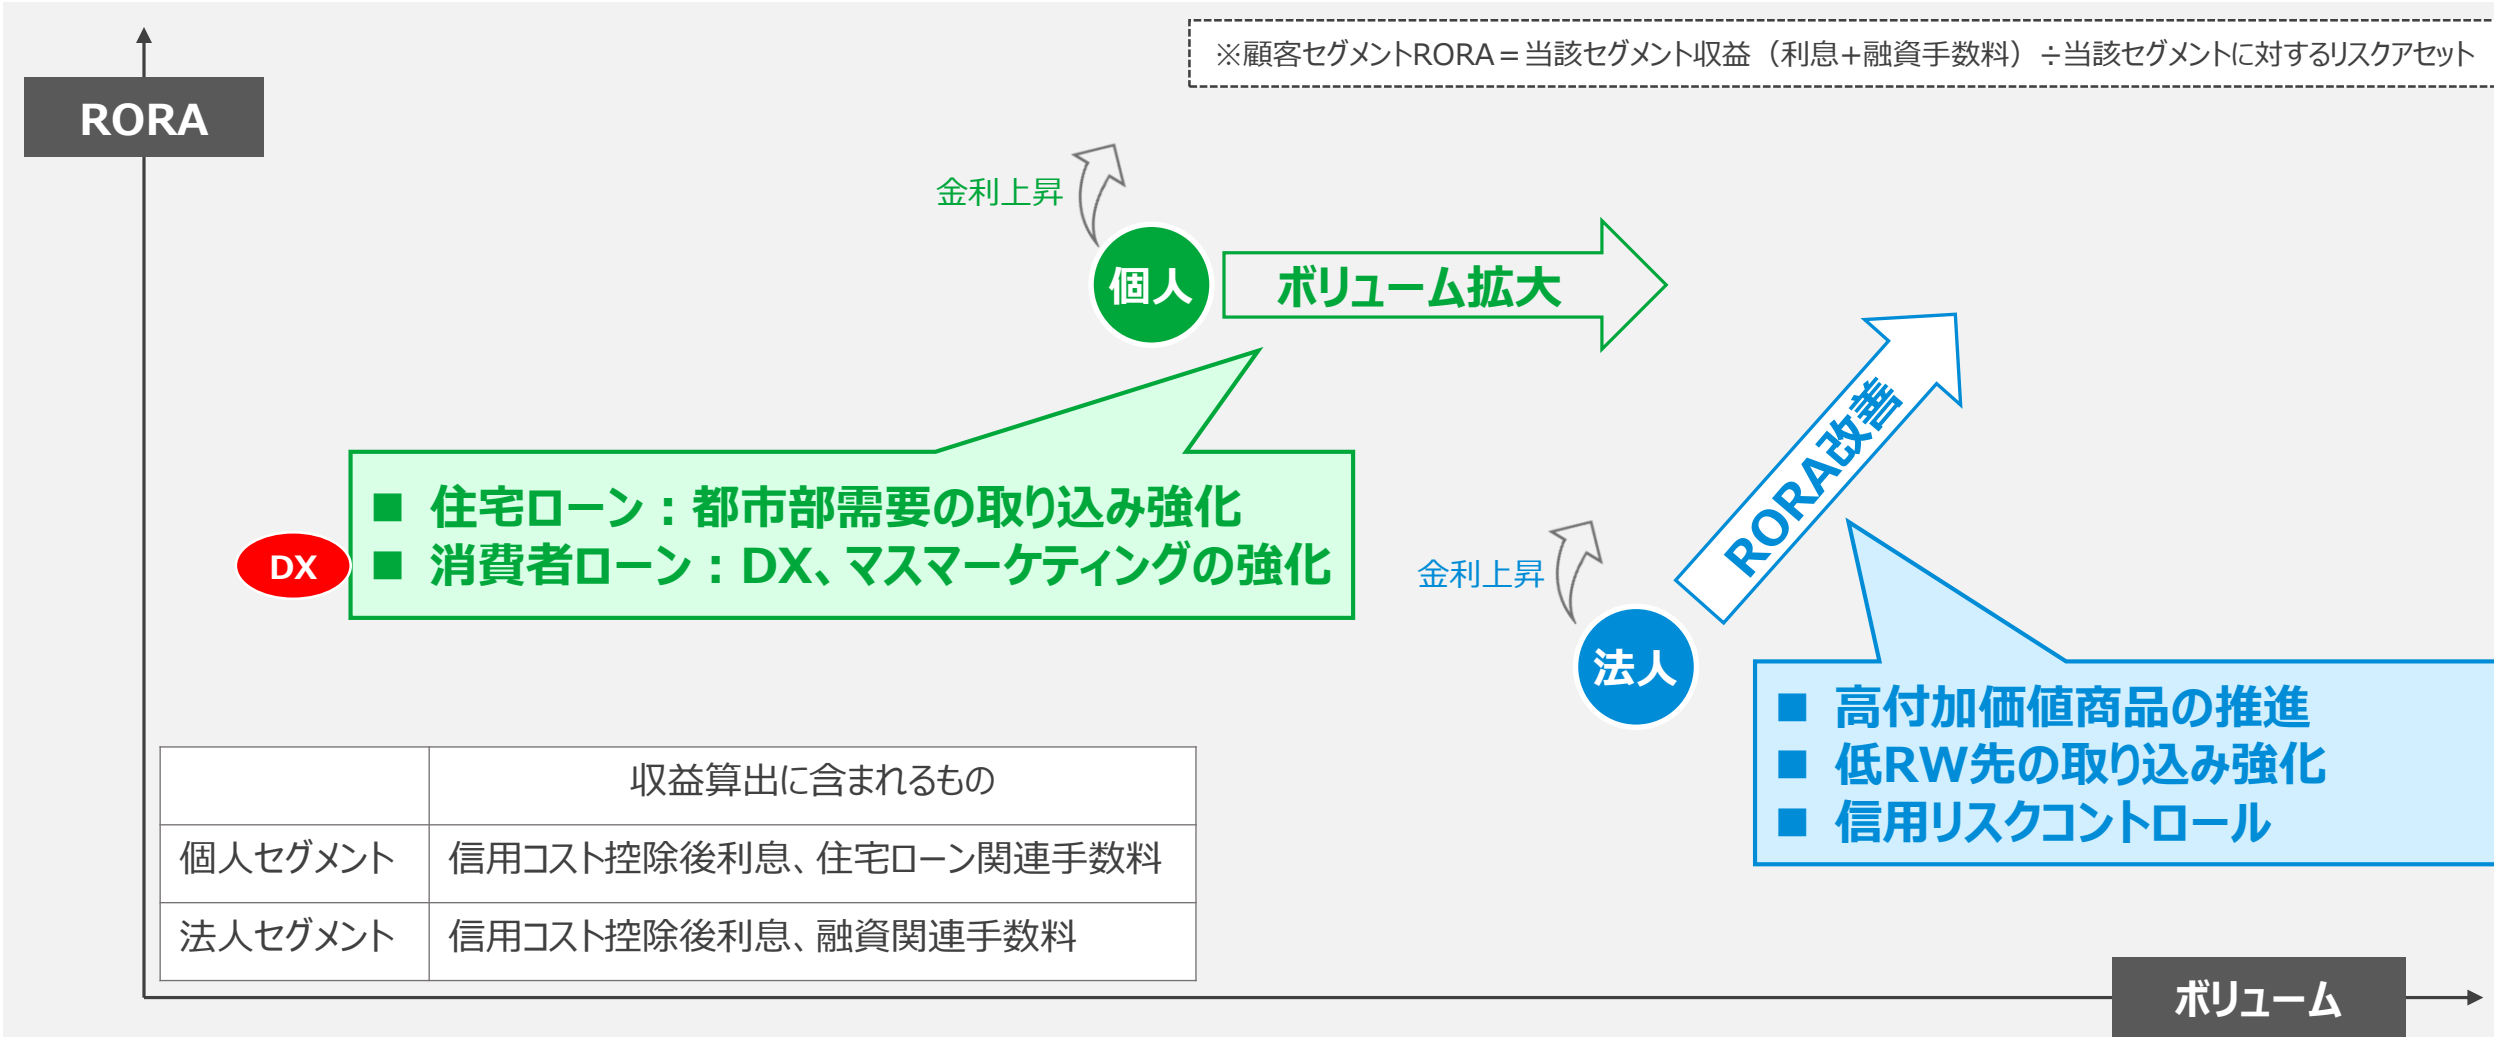 ※顧客セグメントRORA=当該セグメント収益（利息+融資手数料）÷当該セグメントに対するリスクアセット
RORA
金利上昇
個人
ボリューム拡大
RORA改善
■ 住宅ローン：都市部需要の取り込み強化
DX
■ 消費者ローン：DX、マスマーケティングの強化
金利上昇
法人
■ 高付加価値商品の推進
■ 低RW先の取り込み強化
■ 信用リスクコントロール
収益算出に含まれるもの
個人セグメント 信用コスト控除後利息、住宅ローン関連手数料
法人セグメント 信用コスト控除後利息、融資関連手数料
ボリューム